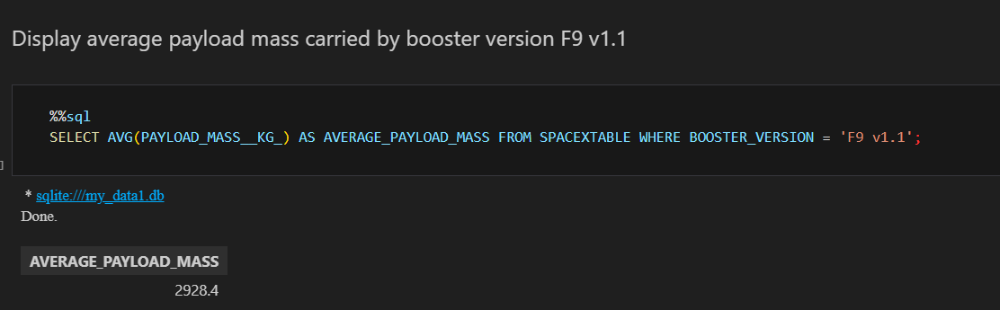 Display average payload mass carried by booster version F9 v1.1
%%sql
SELECT AVG(PAYLOAD_MASS__KG_) AS AVERAGE_PAYLOAD_MASS FROM SPACEXTABLE WHERE BOOSTER_VERSION = 'F9 v1.1';
]
* sqlite:///my_data1.db
Done.
AVERAGE_PAYLOAD_MASS
2928.4